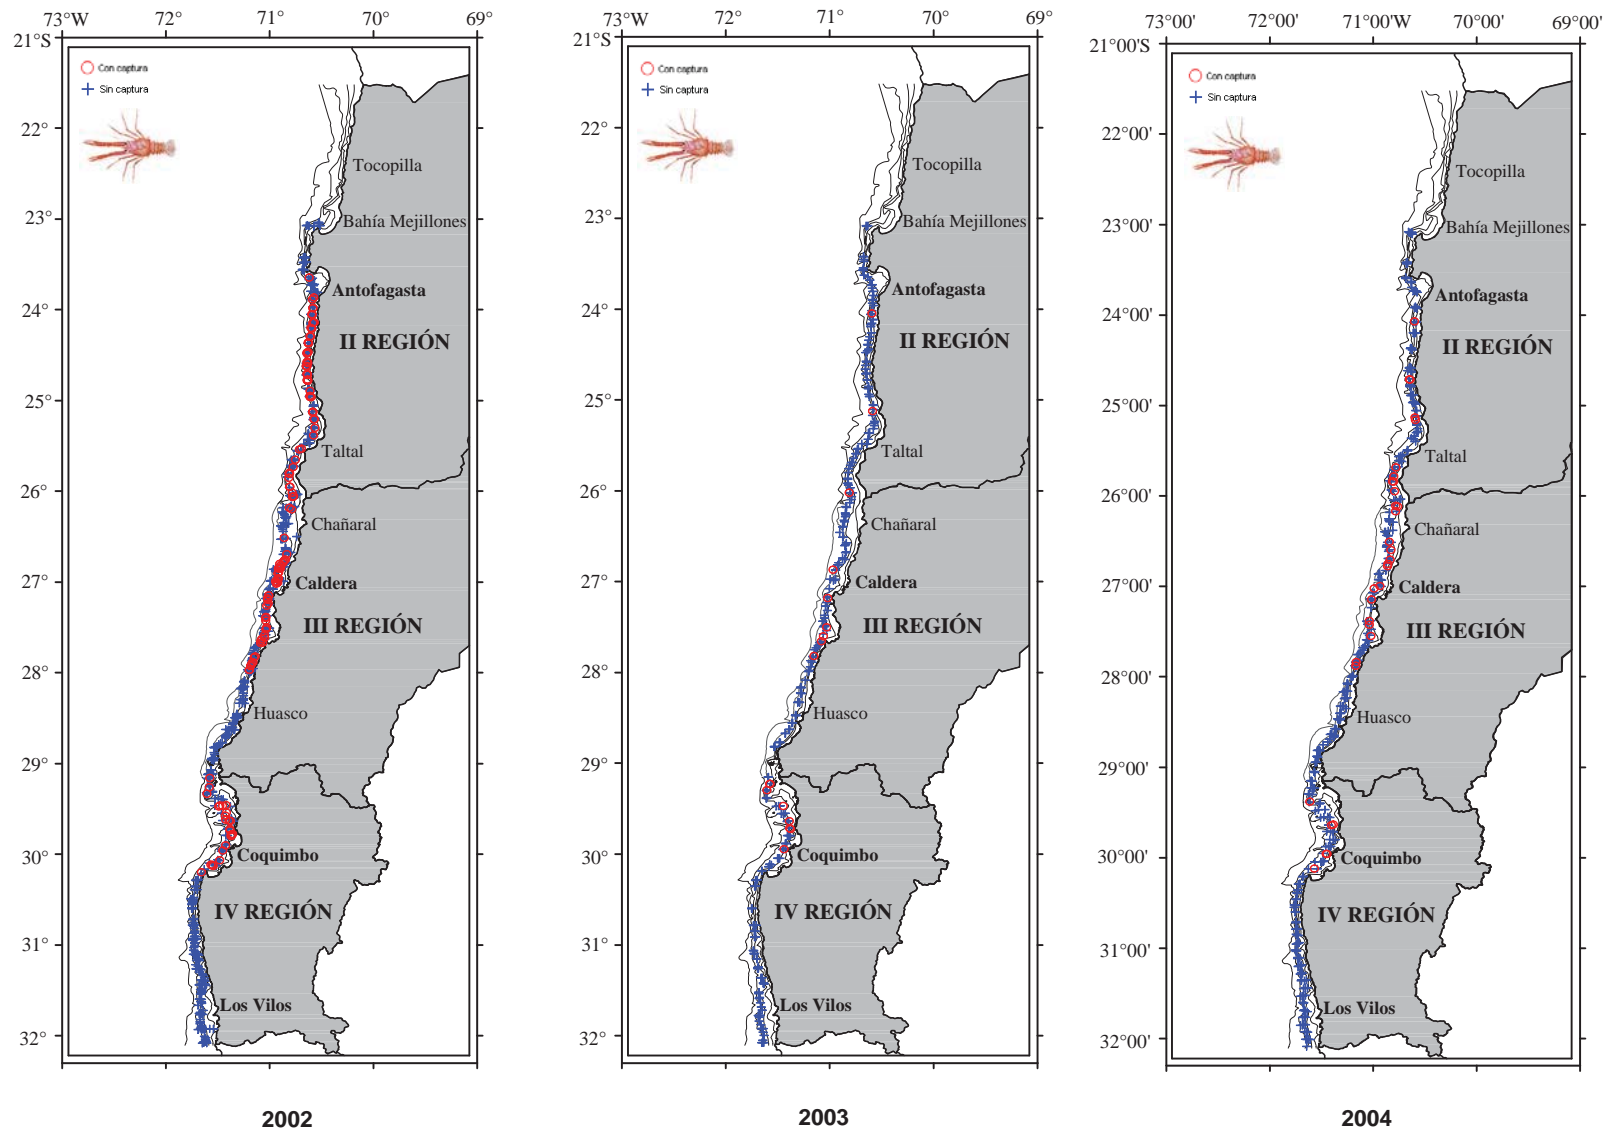 73°W 72° 71° 70° 69°
21°S
Con captura
Sin captura
22°
Tocopilla
23°
Bahía Mejillones
Antofagasta
24°
II REGIÓN
25°
Taltal
26°
Chañaral
27°
Caldera
III REGIÓN
28°
Huasco
29°
30°
Coquimbo
IV REGIÓN
31°
Los Vilos
32°
73°W 72° 71° 70° 69°
2002
73°W 72° 71° 70° 69°
21°S
Con captura
Sin captura
22°
Tocopilla
23°
Bahía Mejillones
Antofagasta
24°
II REGIÓN
25°
Taltal
26°
Chañaral
27°
Caldera
III REGIÓN
28°
Huasco
29°
30°
Coquimbo
IV REGIÓN
31°
Los Vilos
32°
2003
73°00' 72°00' 71°00'W 70°00' 69°00'
21°00'S
Con captura
Sin captura
22°00'
Tocopilla
23°00'
Bahía Mejillones
Antofagasta
24°00'
II REGIÓN
25°00'
Taltal
26°00'
Chañaral
27°00'
Caldera
III REGIÓN
28°00'
Huasco
29°00'
30°00'
Coquimbo
IV REGIÓN
31°00'
Los Vilos
32°00'
2004